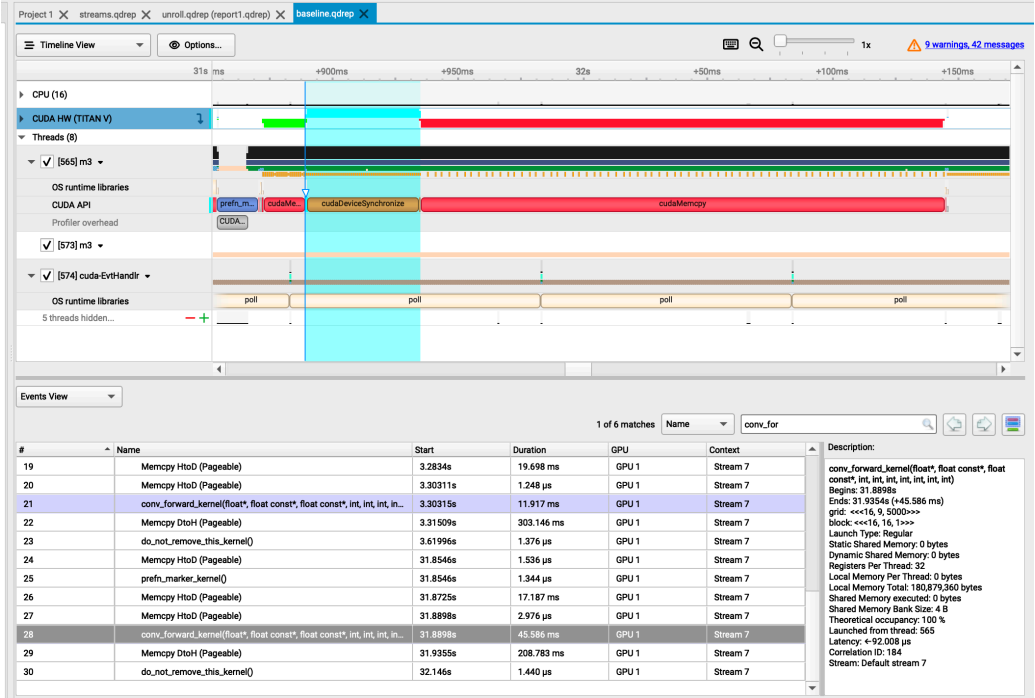 Project 1 streams.qdrep unroll.qdrep (report1.qdrep) baseline.qdrep
Timeline View Options... 1x 9 warnings, 42 messages
31s ms +900ms +950ms 32s +50ms +100ms +150ms
CPU (16)
CUDA HW (TITAN V)
Threads (8)
[565] m3
OS runtime libraries
CUDA API prefn_m... cudaMe... cudaDeviceSynchronize cudaMemcpy
Profiler overhead CUDA...
[573] m3
[574] cuda-EvtHandlr
OS runtime libraries poll poll poll poll
5 threads hidden...
Events View
1 of 6 matches Name conv_for
# Name Start Duration GPU Context
19 Memcpy HtoD (Pageable) 3.2834s 19.698 ms GPU 1 Stream 7
20 Memcpy HtoD (Pageable) 3.30311s 1.248 μs GPU 1 Stream 7
21 conv_forward_kernel(float*, float const*, float const*, int, int, int, in... 3.30315s 11.917 ms GPU 1 Stream 7
22 Memcpy DtoH (Pageable) 3.31509s 303.146 ms GPU 1 Stream 7
23 do_not_remove_this_kernel() 3.61996s 1.376 μs GPU 1 Stream 7
24 Memcpy HtoD (Pageable) 31.8546s 1.536 μs GPU 1 Stream 7
25 prefn_marker_kernel() 31.8546s 1.344 μs GPU 1 Stream 7
26 Memcpy HtoD (Pageable) 31.8725s 17.187 ms GPU 1 Stream 7
27 Memcpy HtoD (Pageable) 31.8898s 2.976 μs GPU 1 Stream 7
28 conv_forward_kernel(float*, float const*, float const*, int, int, int, in... 31.8898s 45.586 ms GPU 1 Stream 7
29 Memcpy DtoH (Pageable) 31.9355s 208.783 ms GPU 1 Stream 7
30 do_not_remove_this_kernel() 32.146s 1.440 μs GPU 1 Stream 7
Description:
conv_forward_kernel(float*, float const*, float
const*, int, int, int, int, int, int)
Begins: 31.8898s
Ends: 31.9354s (+45.586 ms)
grid: <<<16, 9, 5000>>>
block: <<<16, 16, 1>>>
Launch Type: Regular
Static Shared Memory: 0 bytes
Dynamic Shared Memory: 0 bytes
Registers Per Thread: 32
Local Memory Per Thread: 0 bytes
Local Memory Total: 180,879,360 bytes
Shared Memory executed: 0 bytes
Shared Memory Bank Size: 4 B
Theoretical occupancy: 100 %
Launched from thread: 565
Latency: ←92.008 μs
Correlation ID: 184
Stream: Default stream 7